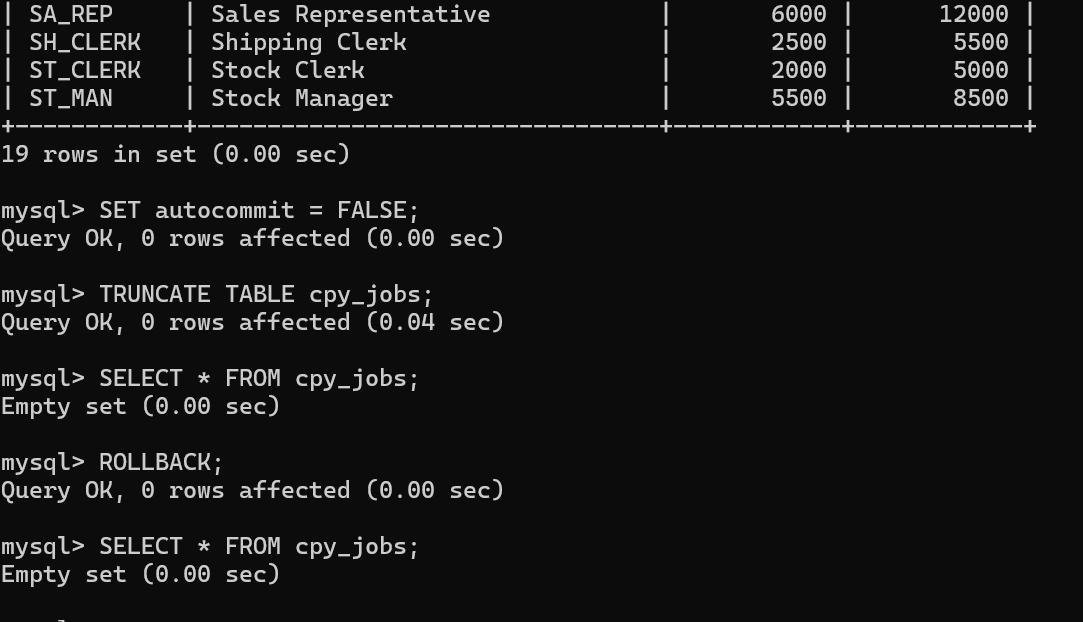 | SA_REP     | Sales Representative            |       6000 |      12000 |
| SH_CLERK   | Shipping Clerk                  |       2500 |       5500 |
| ST_CLERK   | Stock Clerk                     |       2000 |       5000 |
| ST_MAN     | Stock Manager                   |       5500 |       8500 |
+------------+---------------------------------+------------+------------+
19 rows in set (0.00 sec)
mysql> SET autocommit = FALSE;
Query OK, 0 rows affected (0.00 sec)
mysql> TRUNCATE TABLE cpy_jobs;
Query OK, 0 rows affected (0.04 sec)
mysql> SELECT * FROM cpy_jobs;
Empty set (0.00 sec)
mysql> ROLLBACK;
Query OK, 0 rows affected (0.00 sec)
mysql> SELECT * FROM cpy_jobs;
Empty set (0.00 sec)